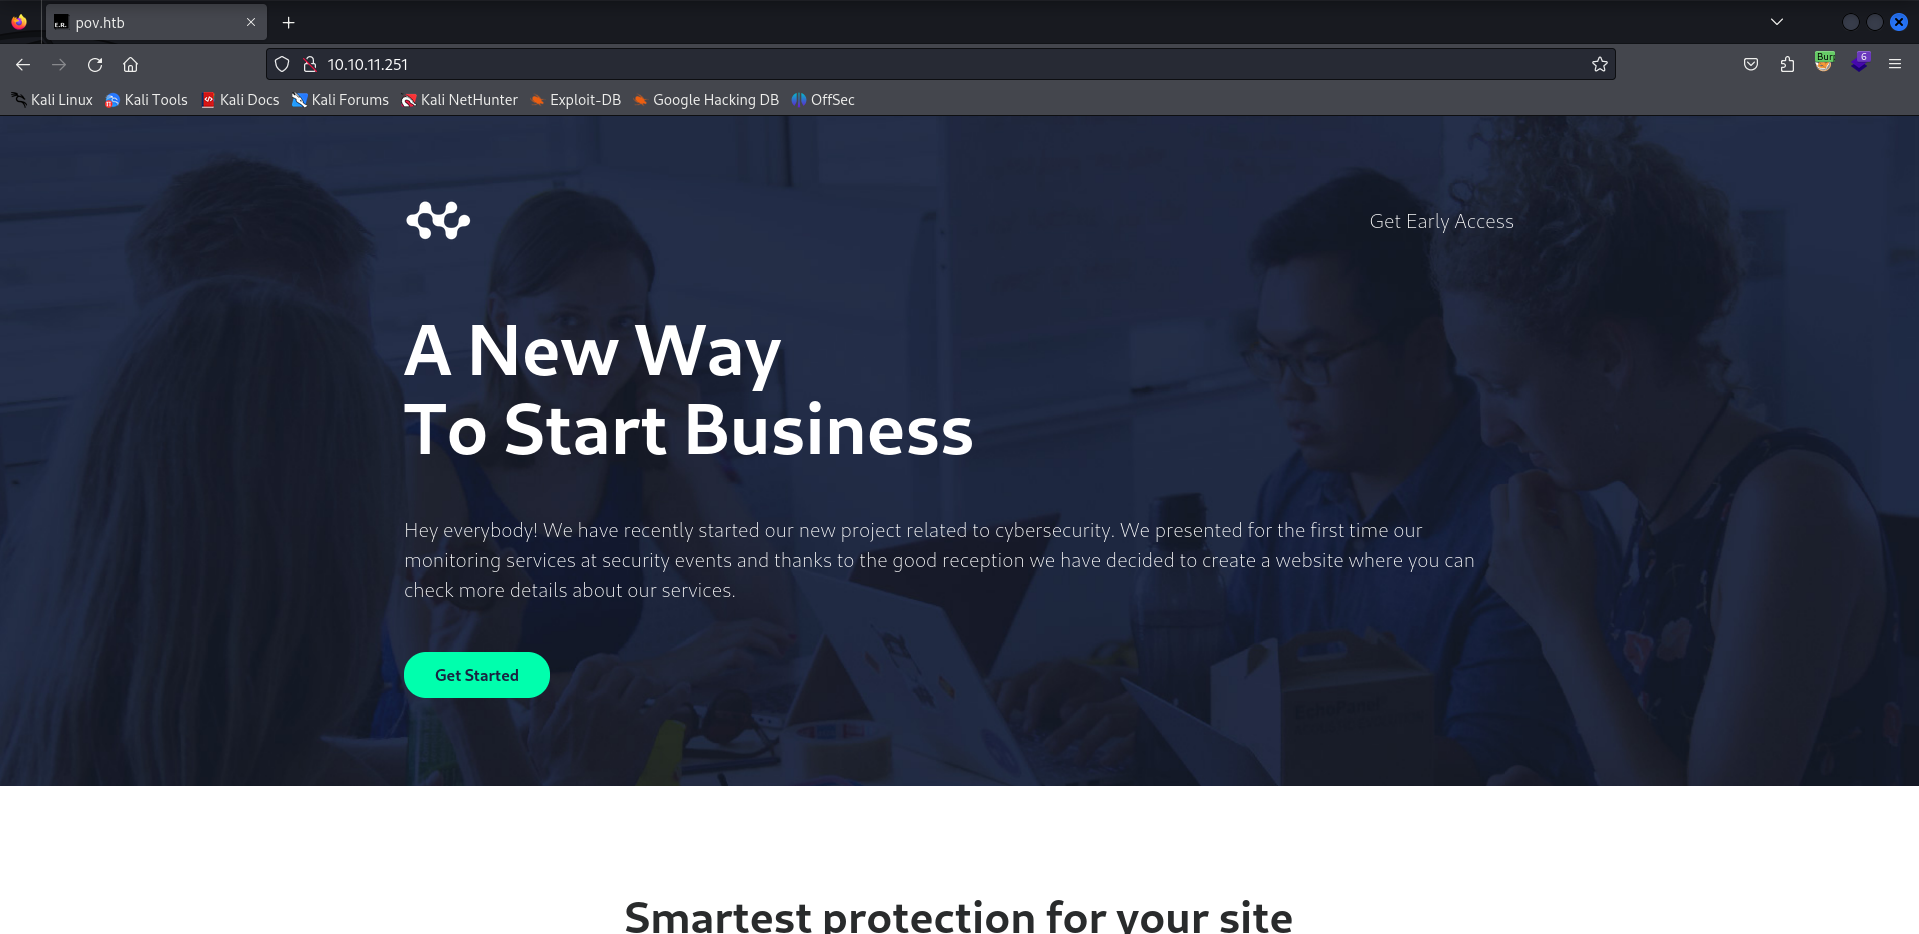 pov.htb
10.10.11.251
Kali Linux Kali Tools Kali Docs Kali Forums Kali NetHunter Exploit-DB Google Hacking DB OffSec
Get Early Access
A New Way
To Start Business
Hey everybody! We have recently started our new project related to cybersecurity. We presented for the first time our
monitoring services at security events and thanks to the good reception we have decided to create a website where you can
check more details about our services.
Get Started
Smartest protection for your site